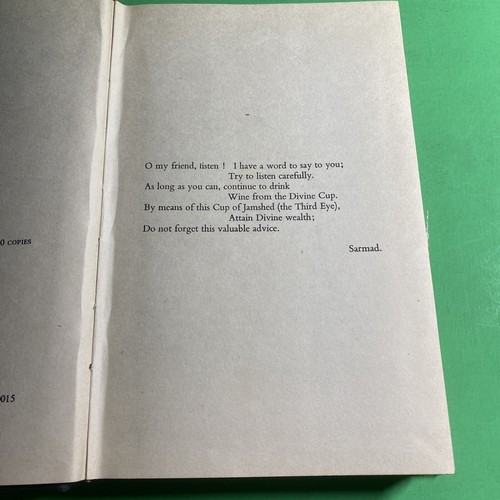 0 COPIES
015
O my friend, listen ! I have a word to say to you;
Try to listen carefully.
As long as you can, continue to drink
Wine from the Divine Cup.
By means of this Cup of Jamshed (the Third Eye),
Attain Divine wealth;
Do not forget this valuable advice.
Sarmad.